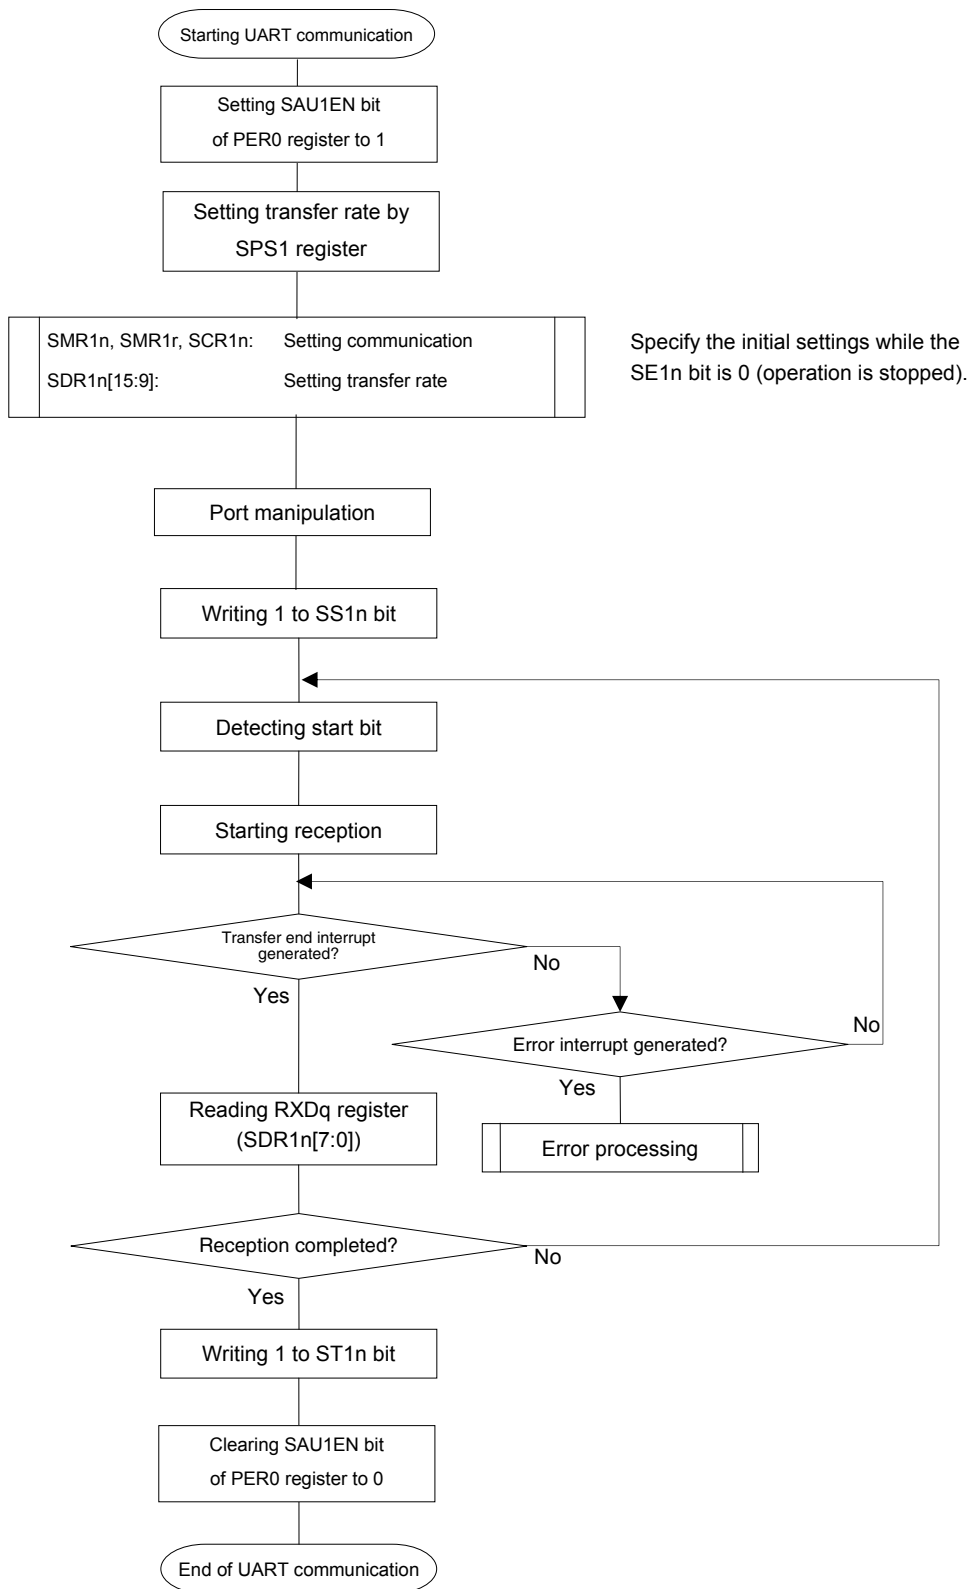 Starting UART communication
Setting SAU1EN bit
of PER0 register to 1
Setting transfer rate by
SPS1 register
SMR1n, SMR1r, SCR1n: Setting communication
SDR1n[15:9]: Setting transfer rate
Specify the initial settings while the
SE1n bit is 0 (operation is stopped).
Port manipulation
Writing 1 to SS1n bit
Detecting start bit
Starting reception
Transfer end interrupt
generated?
No
Yes
Error interrupt generated?
No
Yes
Reading RXDq register
(SDR1n[7:0])
Error processing
Reception completed?
No
Yes
Writing 1 to ST1n bit
Clearing SAU1EN bit
of PER0 register to 0
End of UART communication